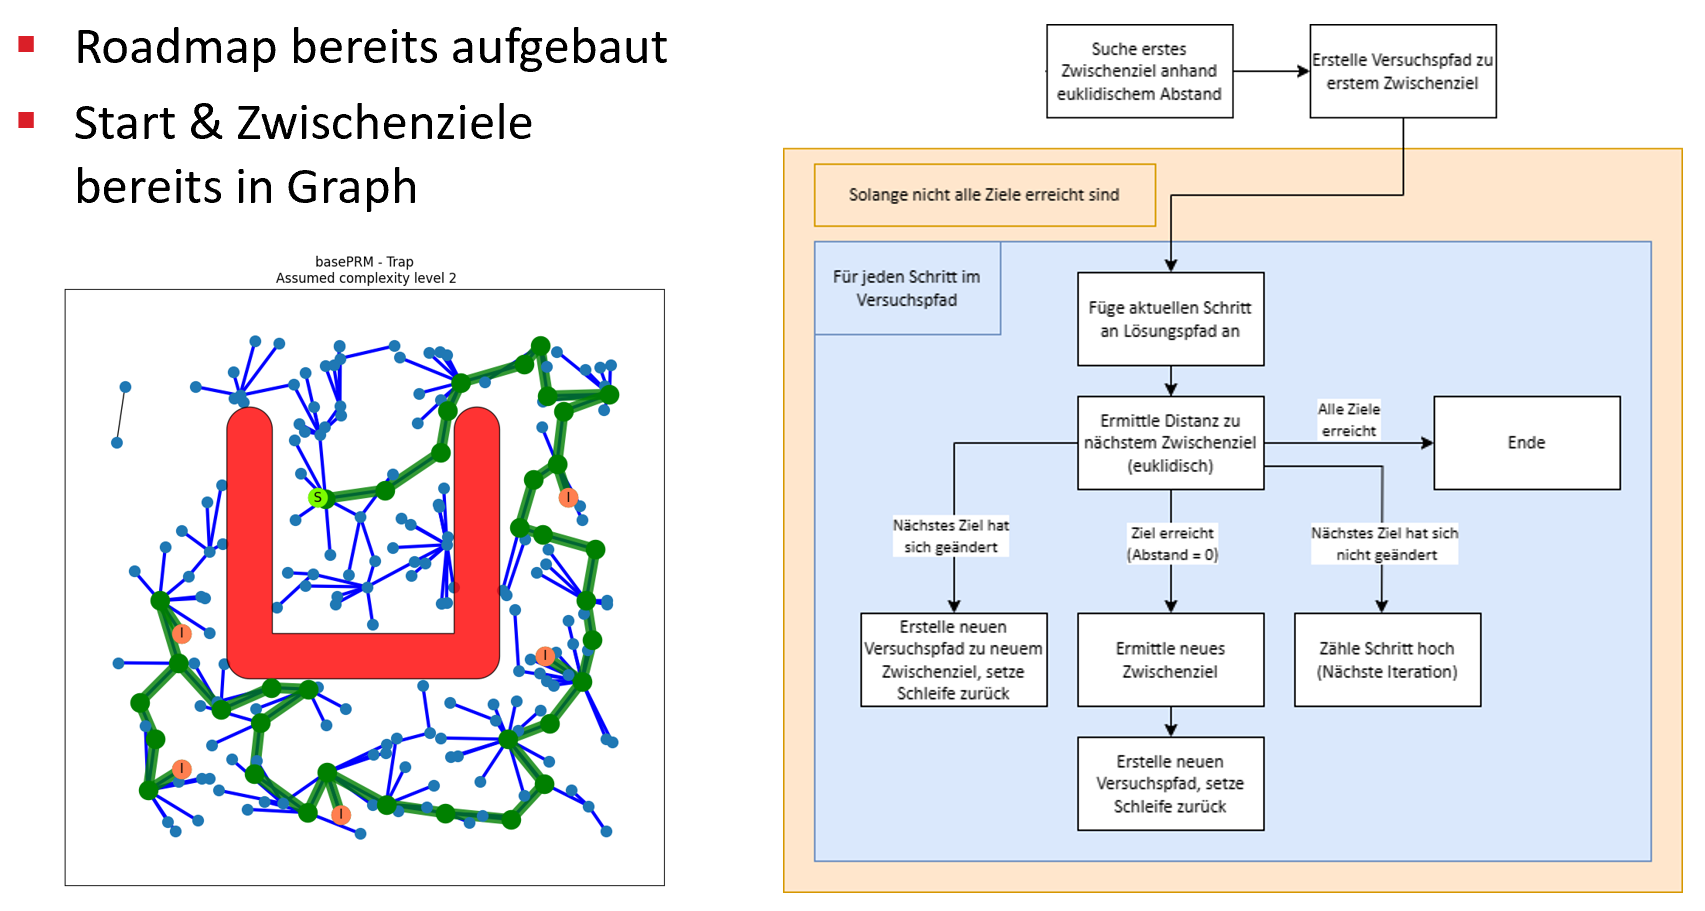 Roadmap bereits aufgebaut
Start & Zwischenziele
bereits in Graph
basePRM - Trap
Assumed complexity level 2
S
I
I
I
I
I
Suche erstes
Zwischenziel anhand
euklidischem Abstand
Erstelle Versuchspfad zu
erstem Zwischenziel
Solange nicht alle Ziele erreicht sind
Für jeden Schritt im
Versuchspfad
Füge aktuellen Schritt
an Lösungspfad an
Ermittle Distanz zu
nächstem Zwischenziel
(euklidisch)
Alle Ziele
erreicht
Ende
Nächstes Ziel hat
sich geändert
Ziel erreicht
(Abstand = 0)
Nächstes Ziel hat sich
nicht geändert
Erstelle neuen
Versuchspfad zu neuem
Zwischenziel, setze
Schleife zurück
Ermittle neues
Zwischenziel
Zähle Schritt hoch
(Nächste Iteration)
Erstelle neuen
Versuchspfad, setze
Schleife zurück